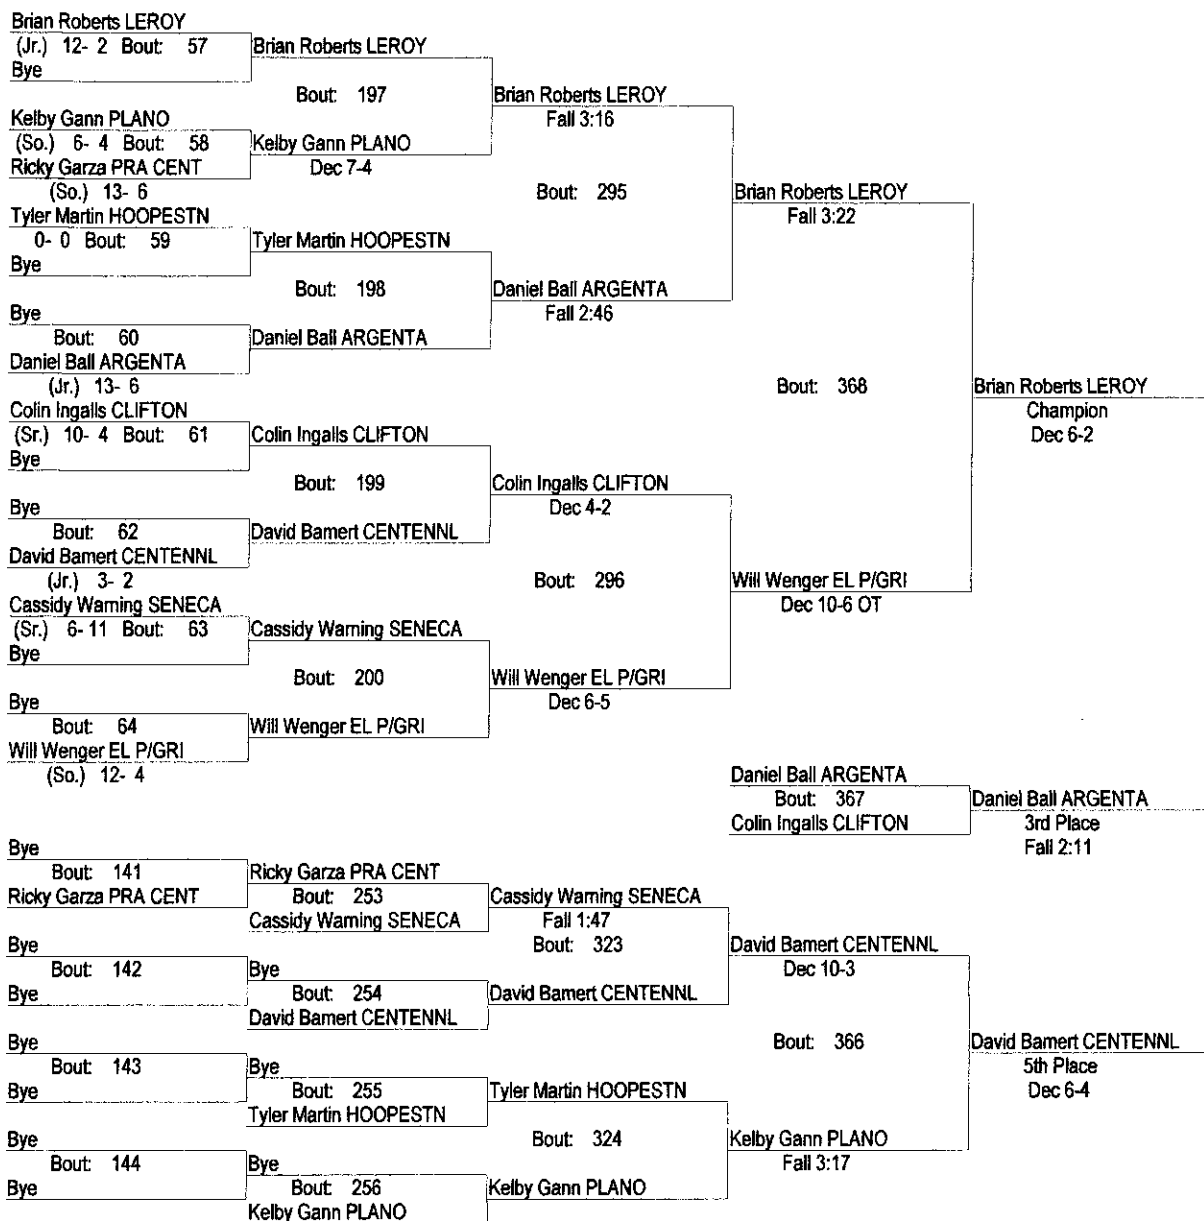 Brian Roberts LEROY
(Jr.) 12- 2 Bout: 57
Bye
Brian Roberts LEROY
Bout: 197
Kelby Gann PLANO
(So.) 6- 4 Bout: 58
Ricky Garza PRA CENT
(So.) 13- 6
Kelby Gann PLANO
Dec 7-4
Brian Roberts LEROY
Fall 3:16
Bout: 295
Tyler Martin HOOPESTN
0- 0 Bout: 59
Bye
Tyler Martin HOOPESTN
Bout: 198
Bye
Bout: 60
Daniel Ball ARGENTA
(Jr.) 13- 6
Daniel Ball ARGENTA
Daniel Ball ARGENTA
Fall 2:46
Brian Roberts LEROY
Fall 3:22
Bout: 368
Brian Roberts LEROY
Champion
Dec 6-2
Colin Ingalls CLIFTON
(Sr.) 10- 4 Bout: 61
Bye
Colin Ingalls CLIFTON
Bout: 199
Bye
Bout: 62
David Bamert CENTENNL
(Jr.) 3- 2
David Bamert CENTENNL
Colin Ingalls CLIFTON
Dec 4-2
Bout: 296
Cassidy Warning SENECA
(Sr.) 6-11 Bout: 63
Bye
Cassidy Warning SENECA
Bout: 200
Bye
Bout: 64
Will Wenger EL P/GRI
(So.) 12- 4
Will Wenger EL P/GRI
Will Wenger EL P/GRI
Dec 6-5
Will Wenger EL P/GRI
Dec 10-6 OT
Daniel Ball ARGENTA
Bout: 367
Colin Ingalls CLIFTON
Daniel Ball ARGENTA
3rd Place
Fall 2:11
Bye
Bout: 141
Ricky Garza PRA CENT
Ricky Garza PRA CENT
Bout: 253
Cassidy Warning SENECA
Cassidy Warning SENECA
Fall 1:47
Bout: 323
Bye
Bout: 142
Bye
Bye
Bout: 254
David Bamert CENTENNL
David Bamert CENTENNL
David Bamert CENTENNL
Dec 10-3
Bout: 366
David Bamert CENTENNL
5th Place
Dec 6-4
Bye
Bout: 143
Bye
Bye
Bout: 255
Tyler Martin HOOPESTN
Tyler Martin HOOPESTN
Bout: 324
Bye
Bout: 144
Bye
Bye
Bout: 256
Kelby Gann PLANO
Kelby Gann PLANO
Kelby Gann PLANO
Fall 3:17